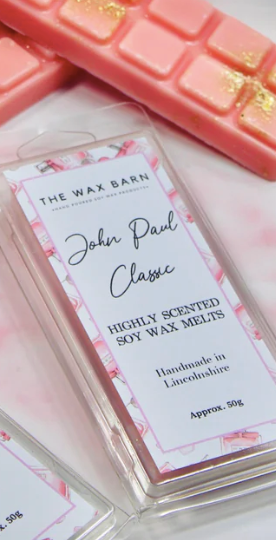 THE WAX BARN
HAND POURED SOY WAX PRODUCTS
John Paul
Classic
HIGHLY SCENTED
SOY WAX MELTS
Handmade in
Lincolnshire
Approx. 50g
50g